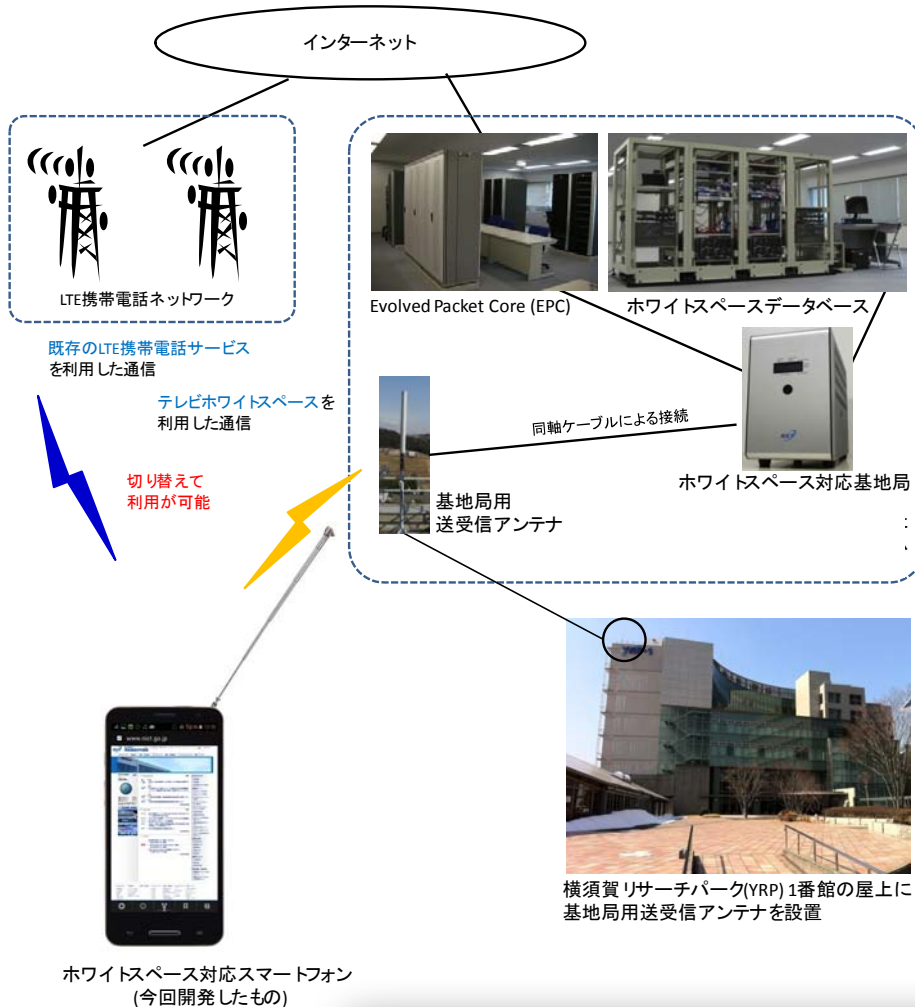 インターネット
LTE携帯電話ネットワーク
Evolved Packet Core (EPC)
ホワイトスペースデータベース
既存のLTE携帯電話サービス
を利用した通信
テレビホワイトスペースを
利用した通信
切り替えて
利用が可能
同軸ケーブルによる接続
ホワイトスペース対応基地局
基地局用
送受信アンテナ
YRP-1
www.nict.go.jp
横須賀リサーチパーク(YRP) 1番館の屋上に
基地局用送受信アンテナを設置
ホワイトスペース対応スマートフォン
(今回開発したもの)